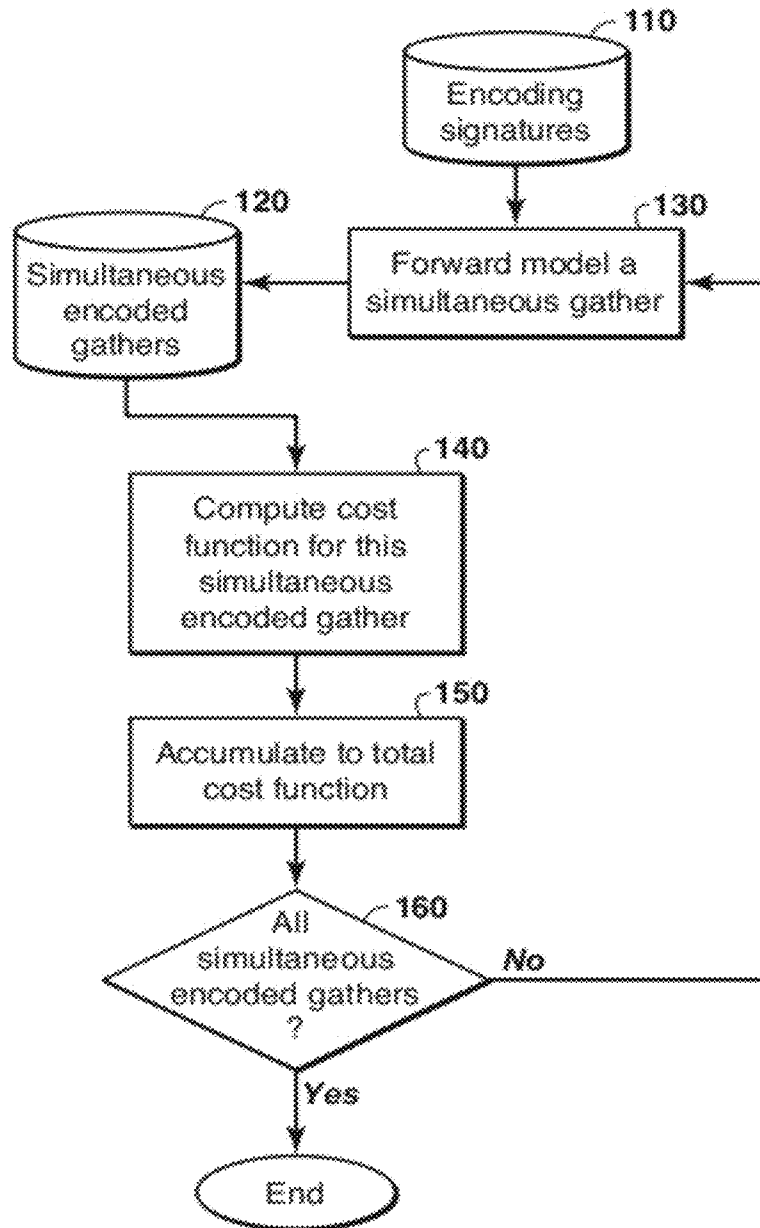 110
Encoding
signatures
120
Simultaneous
encoded
gathers
130
Forward model a
simultaneous gather
140
Compute cost
function for this
simultaneous
encoded gather
150
Accumulate to total
cost function
160
All
simultaneous
encoded gathers
?
No
Yes
End